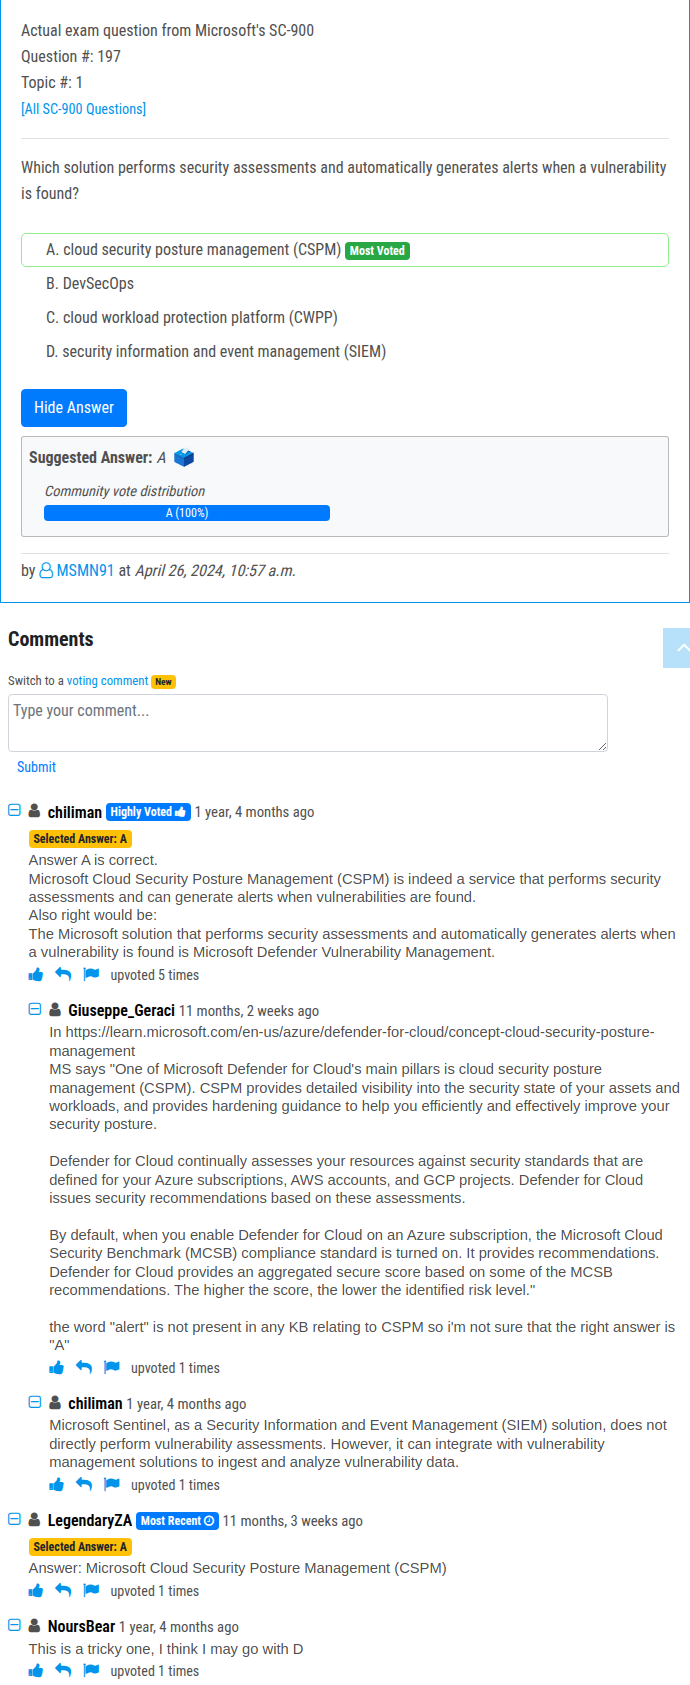 Actual exam question from Microsoft's SC-900
Question #: 197
Topic #: 1
[All SC-900 Questions]
Which solution performs security assessments and automatically generates alerts when a vulnerability
is found?
A. cloud security posture management (CSPM) Most Voted
B. DevSecOps
C. cloud workload protection platform (CWPP)
D. security information and event management (SIEM)
Hide Answer
Suggested Answer: A
Community vote distribution
A (100%)
by MSMN91 at April 26, 2024, 10:57 a.m.
Comments
Switch to a voting comment New
Type your comment...
Submit
chiliman Highly Voted 1 year, 4 months ago
Selected Answer: A
Answer A is correct.
Microsoft Cloud Security Posture Management (CSPM) is indeed a service that performs security
assessments and can generate alerts when vulnerabilities are found.
Also right would be:
The Microsoft solution that performs security assessments and automatically generates alerts when
a vulnerability is found is Microsoft Defender Vulnerability Management.
upvoted 5 times
Giuseppe_Geraci 11 months, 2 weeks ago
In https://learn.microsoft.com/en-us/azure/defender-for-cloud/concept-cloud-security-posture-
management
MS says "One of Microsoft Defender for Cloud's main pillars is cloud security posture
management (CSPM). CSPM provides detailed visibility into the security state of your assets and
workloads, and provides hardening guidance to help you efficiently and effectively improve your
security posture.
Defender for Cloud continually assesses your resources against security standards that are
defined for your Azure subscriptions, AWS accounts, and GCP projects. Defender for Cloud
issues security recommendations based on these assessments.
By default, when you enable Defender for Cloud on an Azure subscription, the Microsoft Cloud
Security Benchmark (MCSB) compliance standard is turned on. It provides recommendations.
Defender for Cloud provides an aggregated secure score based on some of the MCSB
recommendations. The higher the score, the lower the identified risk level."
the word "alert" is not present in any KB relating to CSPM so i'm not sure that the right answer is
"A"
upvoted 1 times
chiliman 1 year, 4 months ago
Microsoft Sentinel, as a Security Information and Event Management (SIEM) solution, does not
directly perform vulnerability assessments. However, it can integrate with vulnerability
management solutions to ingest and analyze vulnerability data.
upvoted 1 times
LegendaryZA Most Recent 11 months, 3 weeks ago
Selected Answer: A
Answer: Microsoft Cloud Security Posture Management (CSPM)
upvoted 1 times
NoursBear 1 year, 4 months ago
This is a tricky one, I think I may go with D
upvoted 1 times